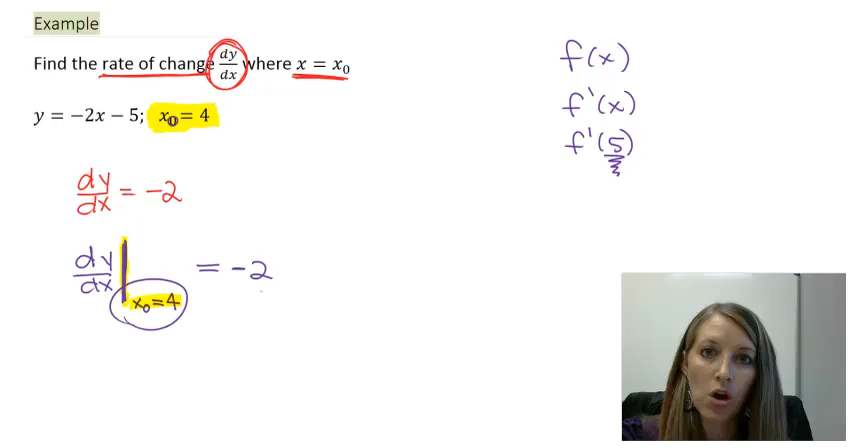 Example
Find the rate of change dy/dx where x = x₀
y = −2x − 5; x₀ = 4
dy/dx = −2
dy/dx | x₀=4 = −2
f(x)
f'(x)
f'(5)